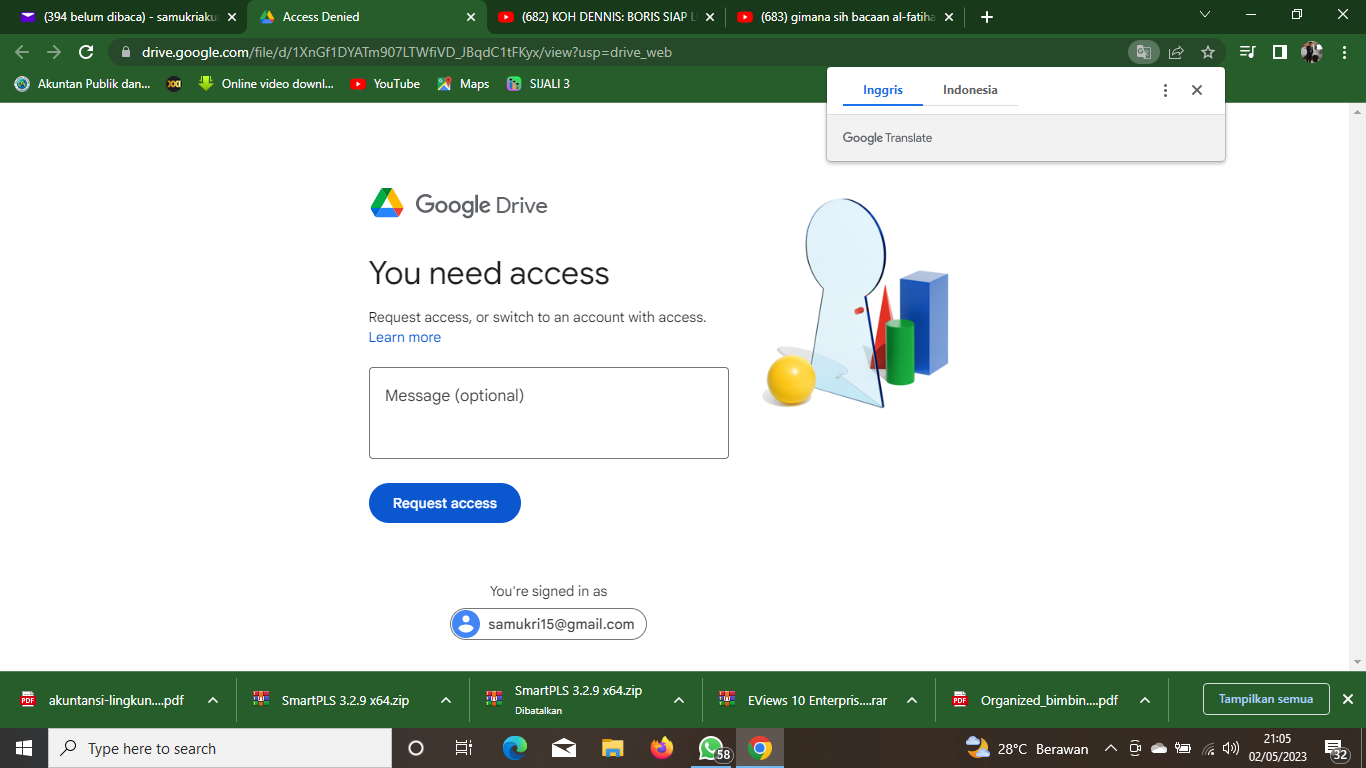 (394 belum dibaca) - samukriaku
Access Denied
(682) KOH DENNIS: BORIS SIAP L
(683) gimana sih bacaan al-fatiha
drive.google.com/file/d/1XnGf1DYATm907LTWfiVD_JBqdC1tFKyx/view?usp=drive_web
Akuntan Publik dan...
XXI
Online video downl...
YouTube
Maps
SIJALI 3
Inggris
Indonesia
Google Translate
Google Drive
You need access
Request access, or switch to an account with access.
Learn more
Message (optional)
Request access
You're signed in as
samukri15@gmail.com
akuntansi-lingkun....pdf
SmartPLS 3.2.9 x64.zip
SmartPLS 3.2.9 x64.zip
Dibatalkan
EViews 10 Enterpris....rar
Organized_bimbin....pdf
Tampilkan semua
Type here to search
58
28°C Berawan
21:05
02/05/2023
32